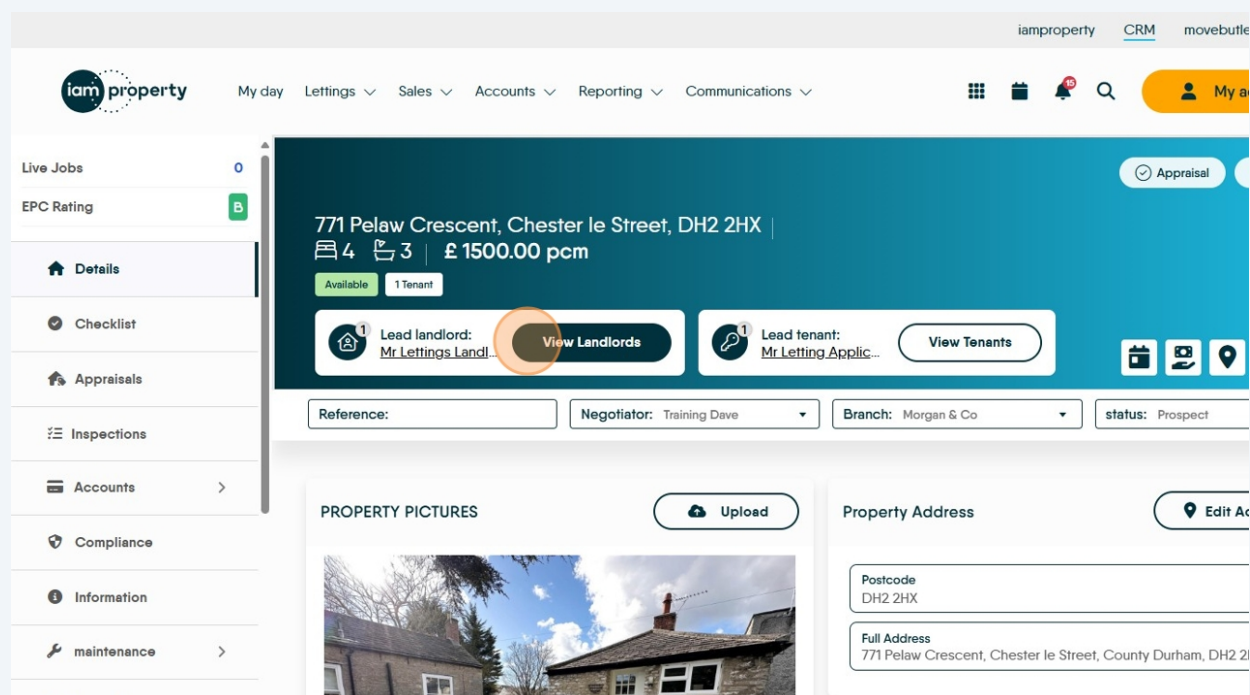 iamproperty CRM
iam property My day Lettings Sales Accounts Reporting Communications 15
Live Jobs 0
EPC Rating B
Details
Checklist
Appraisals
Inspections
Accounts
Compliance
Information
maintenance
Appraisal
771 Pelaw Crescent, Chester le Street, DH2 2HX
4 3 £ 1500.00 pcm
Available 1 Tenant
1 Lead landlord:
Mr Lettings Landl...
View Landlords
1 Lead tenant:
Mr Letting Applic...
View Tenants
Reference: Negotiator: Training Dave Branch: Morgan & Co status: Prospect
PROPERTY PICTURES Upload
Property Address Edit
Postcode
DH2 2HX
Full Address
771 Pelaw Crescent, Chester le Street, County Durham, DH2